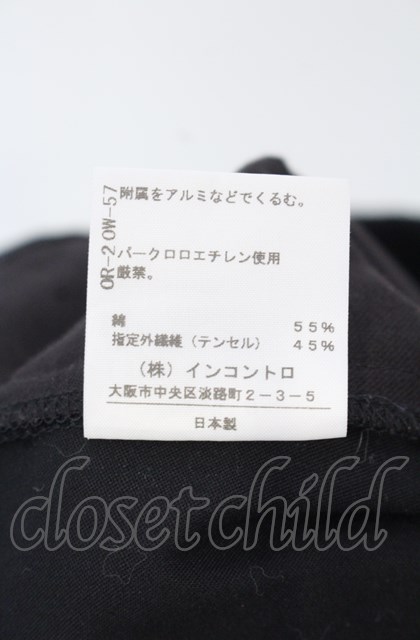 附属をアルミなどでくるむ。
パークロロエチレン使用
厳禁。
OR-20W-57
綿 55%
指定外繊維（テンセル） 45%
（株）インコントロ
大阪市中央区淡路町2-3-5
日本製
closet child